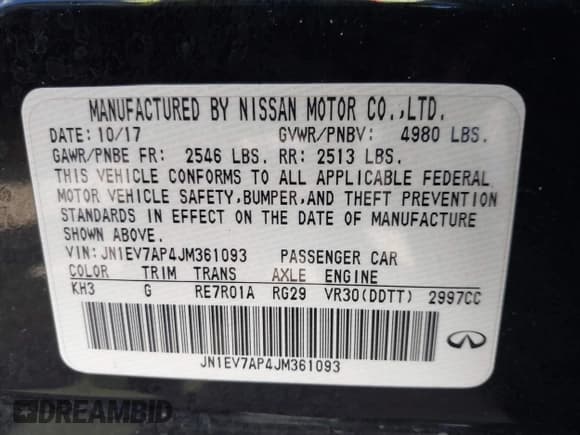 MANUFACTURED BY NISSAN MOTOR CO.,LTD.
DATE: 10/17 GVWR/PNBV: 4980 LBS.
GAWR/PNBE FR: 2546 LBS. RR: 2513 LBS.
THIS VEHICLE CONFORMS TO ALL APPLICABLE FEDERAL
MOTOR VEHICLE SAFETY,BUMPER,AND THEFT PREVENTION
STANDARDS IN EFFECT ON THE DATE OF MANUFACTURE
SHOWN ABOVE.
VIN: JN1EV7AP4JM361093 PASSENGER CAR
COLOR TRIM TRANS AXLE ENGINE
KH3 G RE7R01A RG29 VR30(DDTT) 2997CC
JN1EV7AP4JM361093
DREAMBID